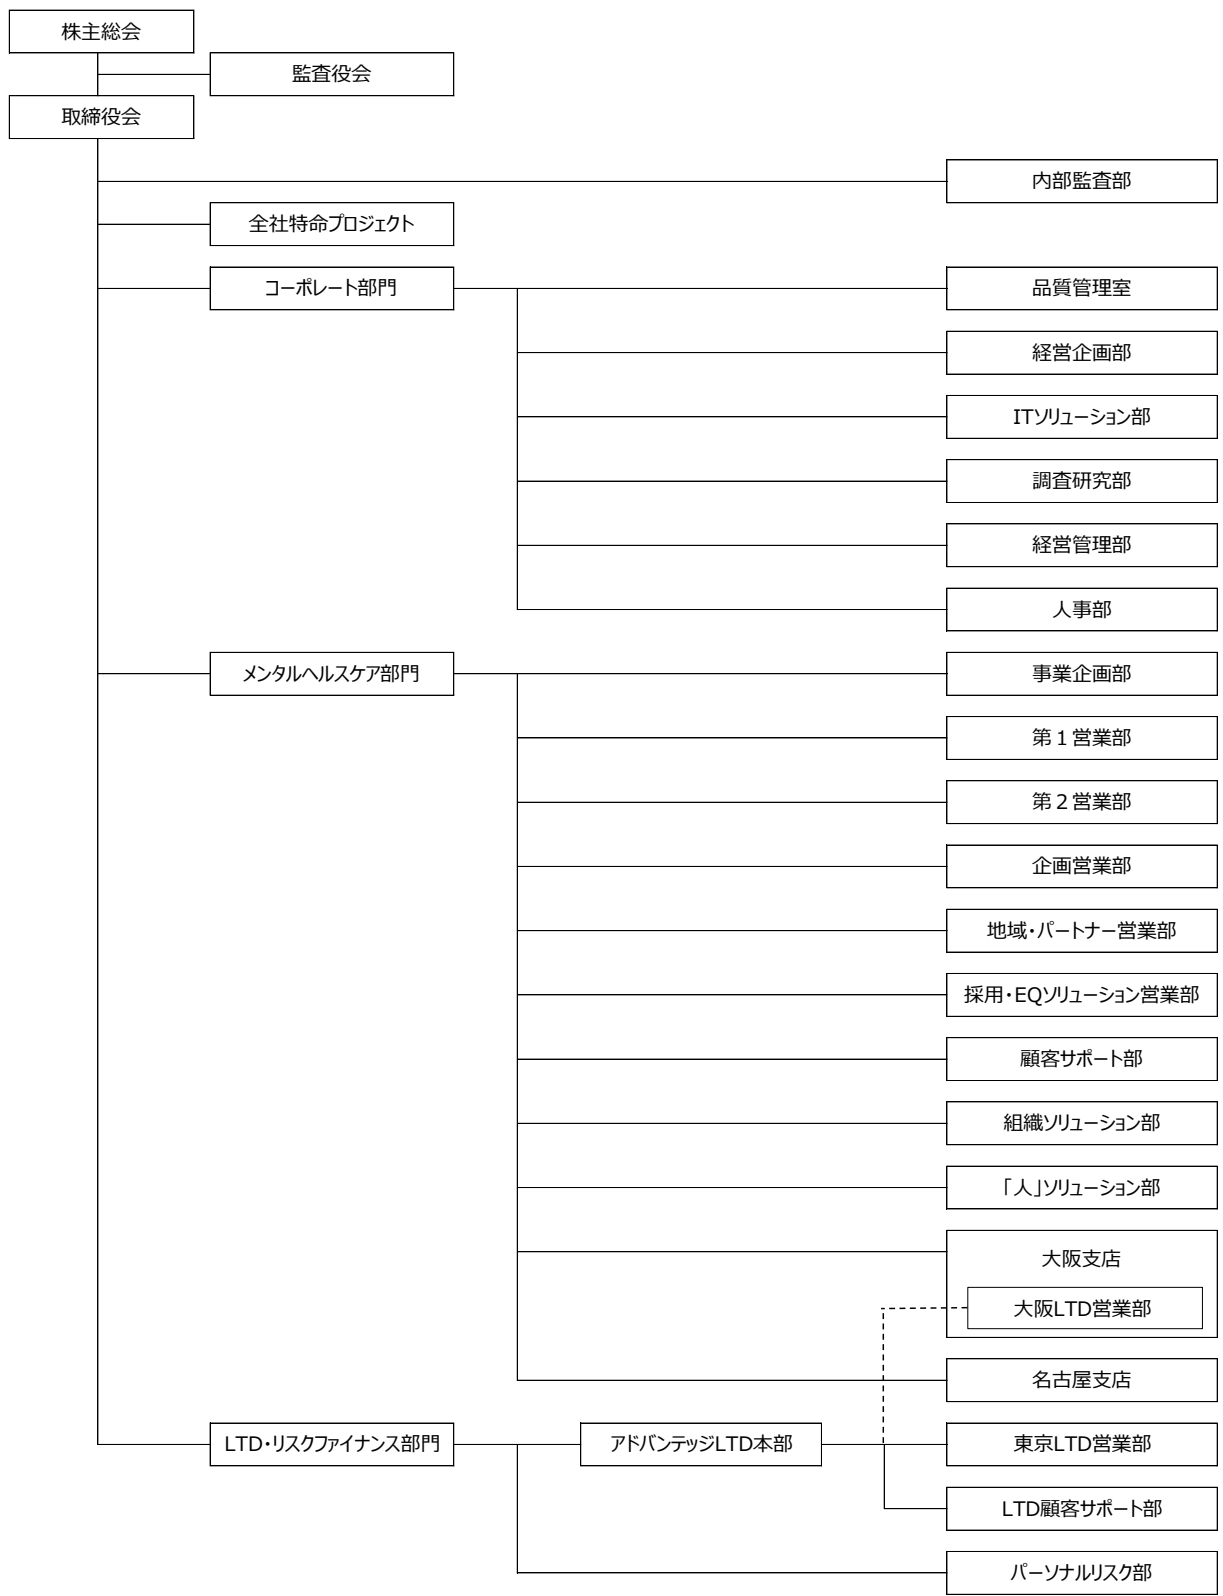 株主総会
監査役会
取締役会
内部監査部
全社特命プロジェクト
コーポレート部門
品質管理室
経営企画部
ITソリューション部
調査研究部
経営管理部
人事部
メンタルヘルスケア部門
事業企画部
第１営業部
第２営業部
企画営業部
地域・パートナー営業部
採用・EQソリューション営業部
顧客サポート部
組織ソリューション部
「人」ソリューション部
大阪支店
大阪LTD営業部
名古屋支店
LTD・リスクファイナンス部門
アドバンテッジLTD本部
東京LTD営業部
LTD顧客サポート部
パーソナルリスク部